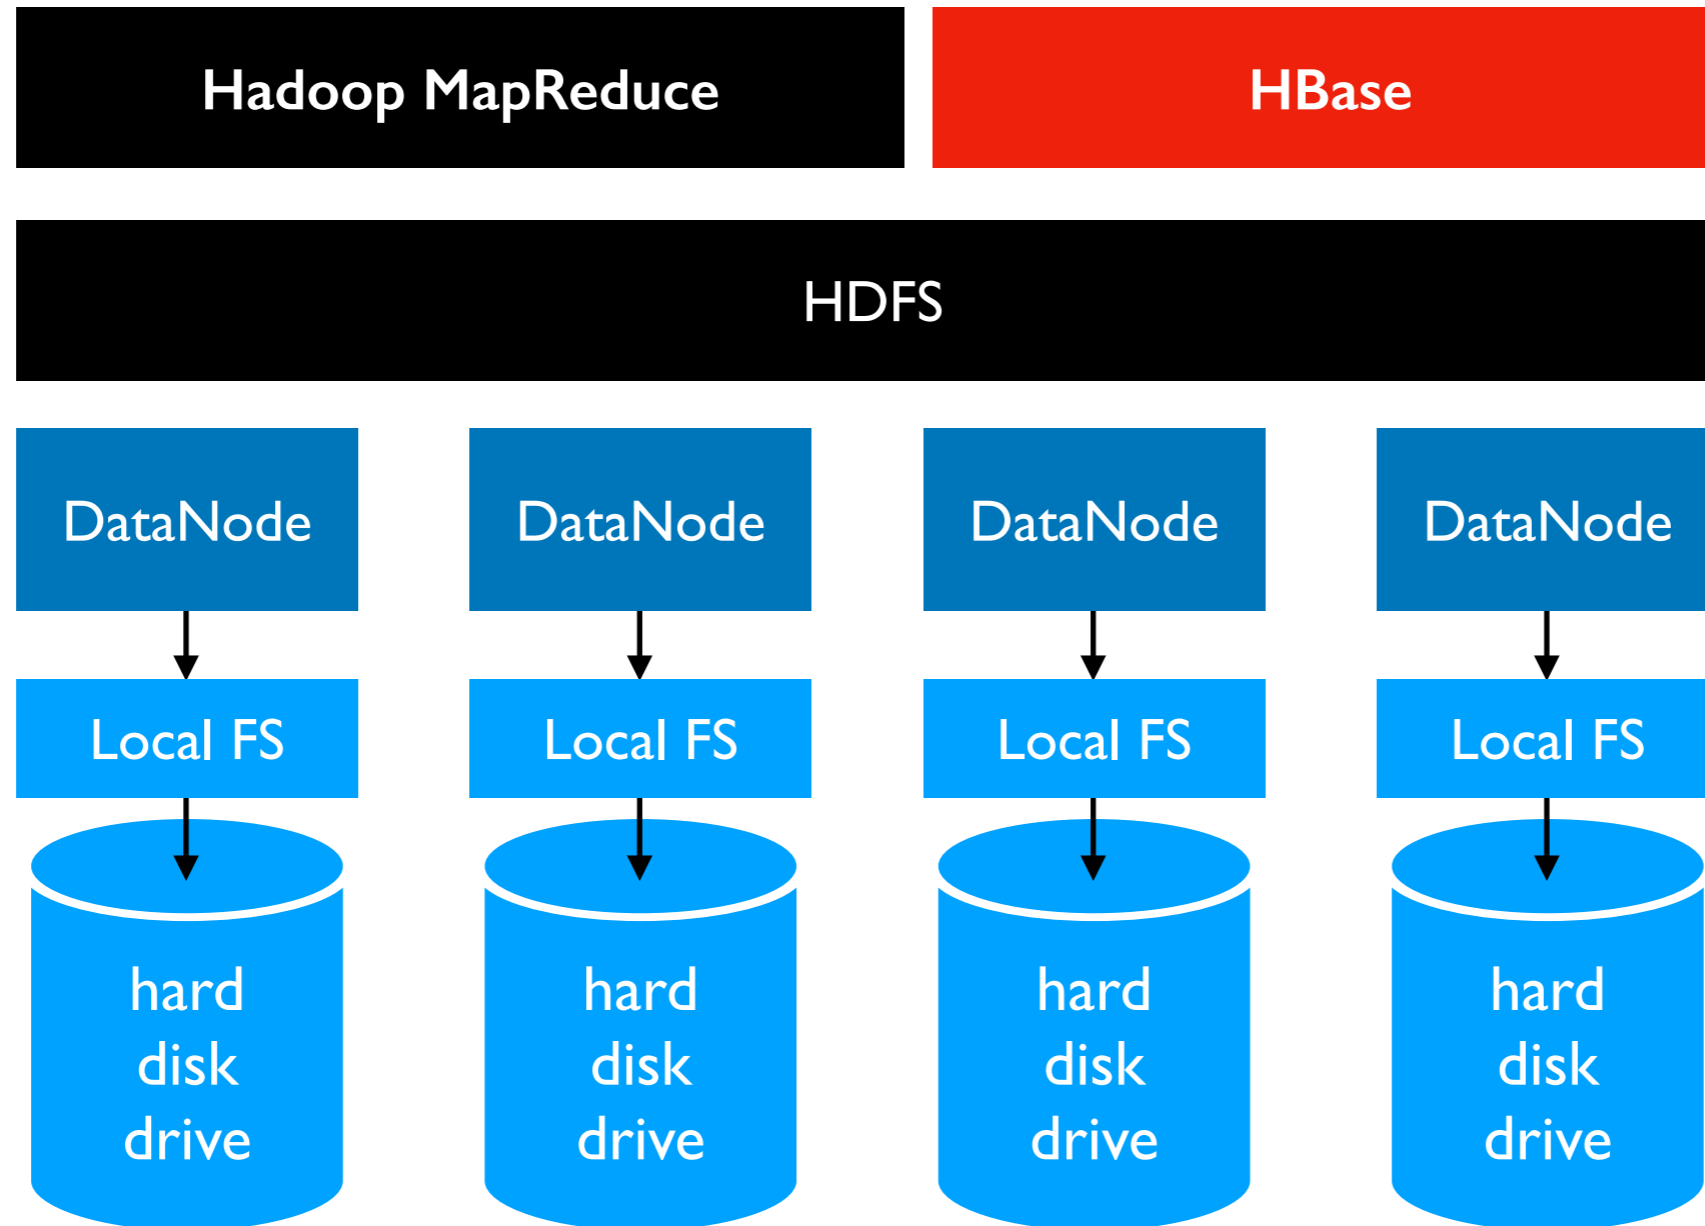 Hadoop MapReduce
HBase
HDFS
DataNode
DataNode
DataNode
DataNode
Local FS
Local FS
Local FS
Local FS
hard
disk
drive
hard
disk
drive
hard
disk
drive
hard
disk
drive